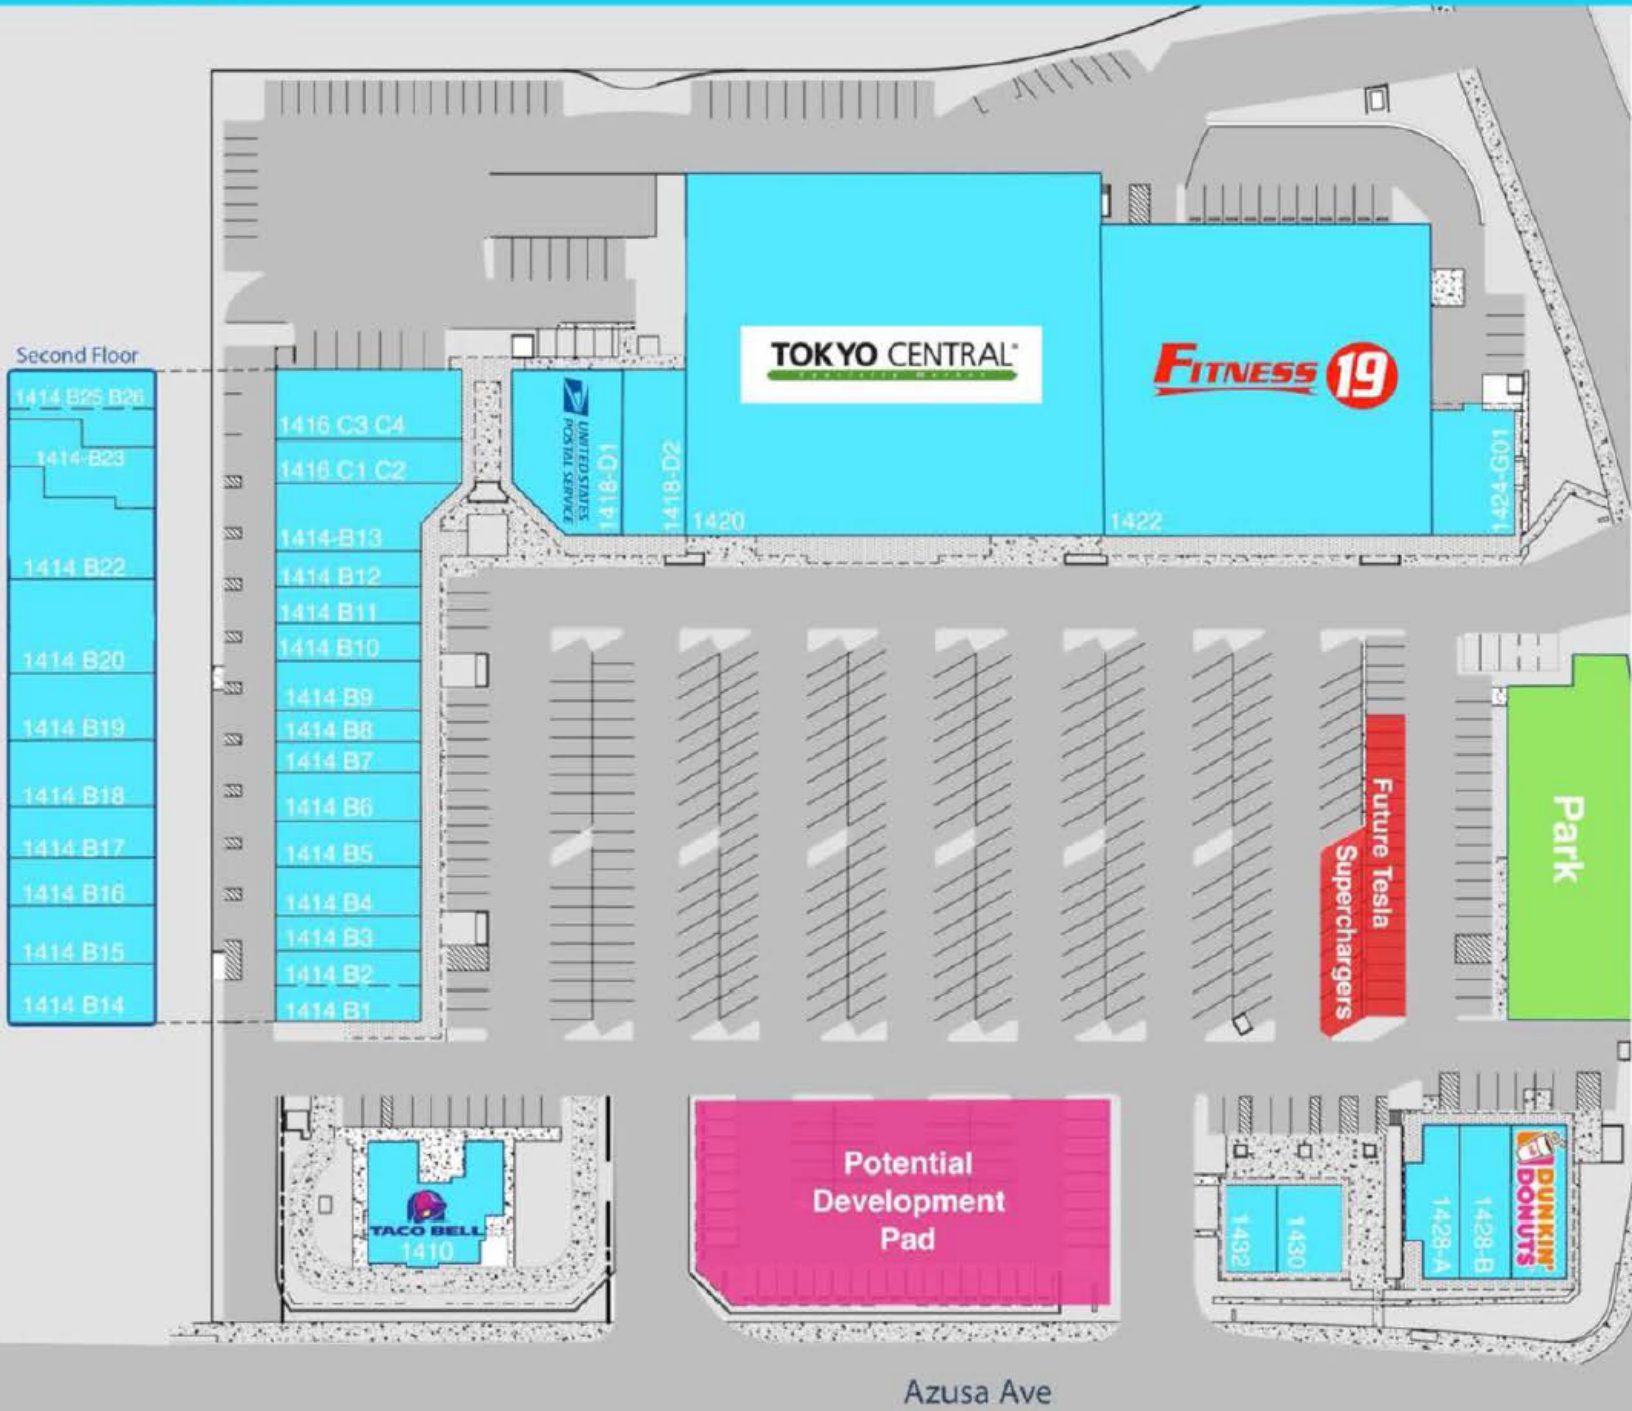 Second Floor
1414 B25 B26
1414-B23
1414 B22
1414 B20
1414 B19
1414 B18
1414 B17
1414 B16
1414 B15
1414 B14
1416 C3 C4
1416 C1 C2
1414-B13
1414 B12
1414 B11
1414 B10
1414 B9
1414 B8
1414 B7
1414 B6
1414 B5
1414 B4
1414 B3
1414 B2
1414 B1
UNITED STATES
POSTAL SERVICE
1418-D1
1418-D2
TOKYO CENTRAL
Specialty Market
1420
FITNESS 19
1422
1424-G01
Future Tesla
Superchargers
Park
TACO BELL
1410
Potential
Development
Pad
1432
1430
1428-A
1428-B
DUNKIN'
DONUTS
Azusa Ave